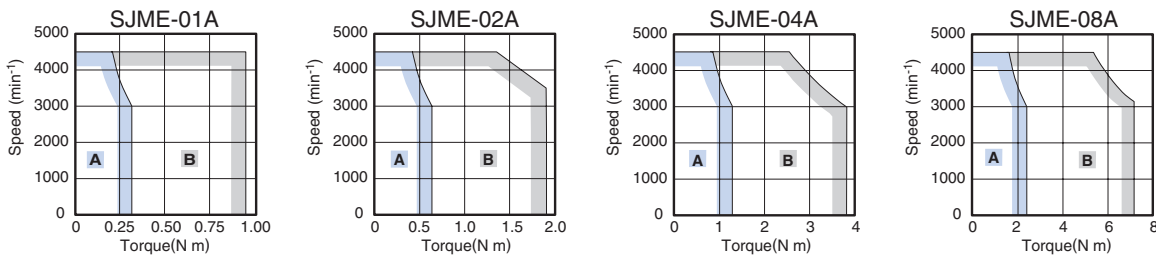 SJME-01A
5000
4000
3000
2000
1000
0
Speed (min-1)
A
B
0 0.25 0.50 0.75 1.00
Torque(N m)
SJME-02A
5000
4000
3000
2000
1000
0
Speed (min-1)
A
B
0 0.5 1.0 1.5 2.0
Torque(N m)
SJME-04A
5000
4000
3000
2000
1000
0
Speed (min-1)
A
B
0 1 2 3 4
Torque(N m)
SJME-08A
5000
4000
3000
2000
1000
0
Speed (min-1)
A
B
0 2 4 6 8
Torque(N m)